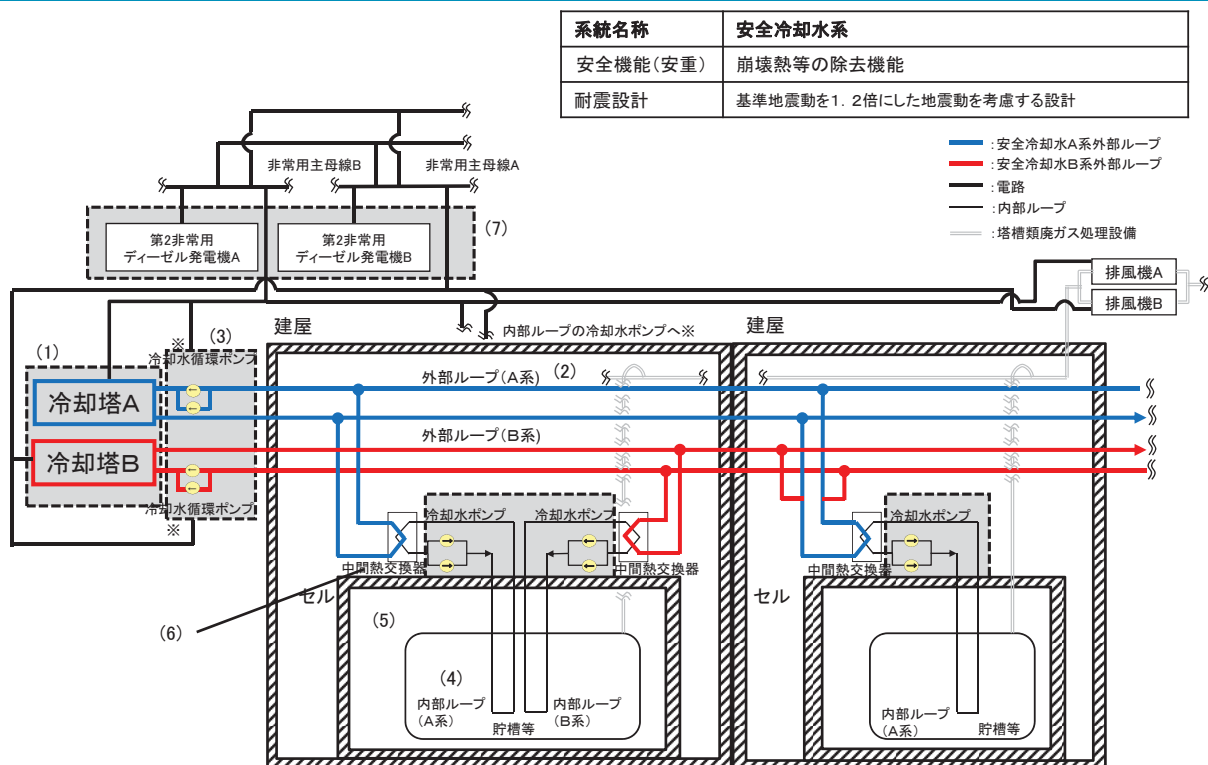 系統名称 安全冷却水系
安全機能(安重) 崩壊熱等の除去機能
耐震設計 基準地震動を1．2倍にした地震動を考慮する設計
:安全冷却水A系外部ループ
:安全冷却水B系外部ループ
:電路
:内部ループ
:塔槽類廃ガス処理設備
非常用主母線B
非常用主母線A
第2非常用
ディーゼル発電機A
第2非常用
ディーゼル発電機B
(7)
排風機A
排風機B
建屋
内部ループの冷却水ポンプへ※
建屋
(1)
※
(3)
冷却水循環ポンプ
冷却塔A
冷却塔B
冷却水循環ポンプ
※
外部ループ(A系)
(2)
外部ループ(B系)
冷却水ポンプ
冷却水ポンプ
冷却水ポンプ
中間熱交換器
中間熱交換器
中間熱交換器
セル
セル
(6)
(5)
(4)
内部ループ
(A系)
貯槽等
内部ループ
(B系)
内部ループ
(A系)
貯槽等